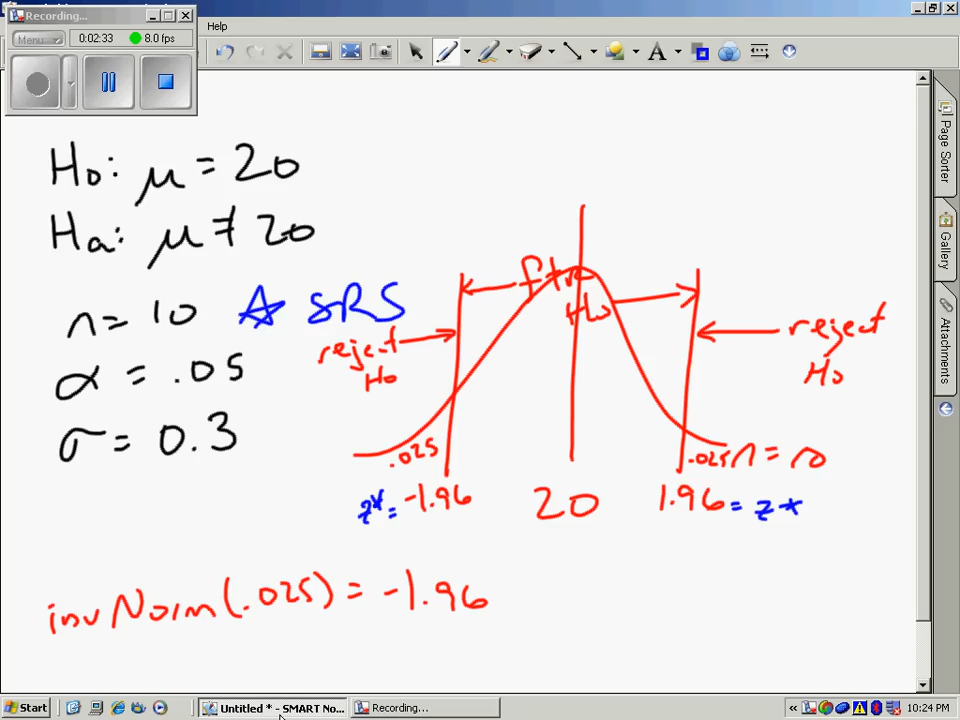 Recording...
Menu
0:02:33
8.0 fps
Help
H₀: μ = 20
Hₐ: μ ≠ 20
n = 10 ☆ SRS
α = .05
σ = 0.3
ftr
H₀
reject
H₀
reject
H₀
.025
.025
n = 10
z* = -1.96
20
1.96 = z*
invNorm(.025) = -1.96
Page Sorter
Gallery
Attachments
Start
Untitled * - SMART No...
Recording...
10:24 PM